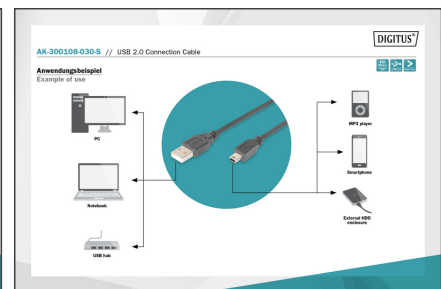 DIGITUS®
AK-300108-030-S // USB 2.0 Connection Cable
Anwendungsbeispiel
Example of use
PC
MP3 player
Smartphone
Notebook
External HDD
enclosure
USB hub